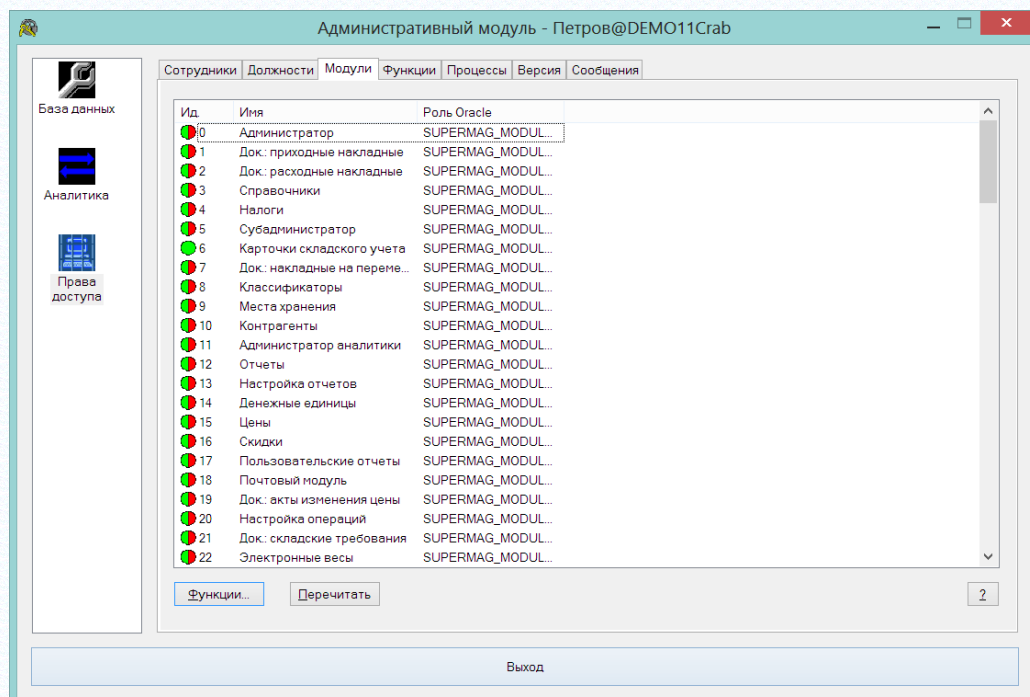 Административный модуль - Петров@DEMO11Crab
База данных
Аналитика
Права
доступа
Сотрудники Должности Модули Функции Процессы Версия Сообщения
Ид. Имя Роль Oracle
0 Администратор SUPERMAG_MODUL...
1 Док.: приходные накладные SUPERMAG_MODUL...
2 Док.: расходные накладные SUPERMAG_MODUL...
3 Справочники SUPERMAG_MODUL...
4 Налоги SUPERMAG_MODUL...
5 Субадминистратор SUPERMAG_MODUL...
6 Карточки складского учета SUPERMAG_MODUL...
7 Док.: накладные на переме... SUPERMAG_MODUL...
8 Классификаторы SUPERMAG_MODUL...
9 Места хранения SUPERMAG_MODUL...
10 Контрагенты SUPERMAG_MODUL...
11 Администратор аналитики SUPERMAG_MODUL...
12 Отчеты SUPERMAG_MODUL...
13 Настройка отчетов SUPERMAG_MODUL...
14 Денежные единицы SUPERMAG_MODUL...
15 Цены SUPERMAG_MODUL...
16 Скидки SUPERMAG_MODUL...
17 Пользовательские отчеты SUPERMAG_MODUL...
18 Почтовый модуль SUPERMAG_MODUL...
19 Док.: акты изменения цены SUPERMAG_MODUL...
20 Настройка операций SUPERMAG_MODUL...
21 Док.: складские требования SUPERMAG_MODUL...
22 Электронные весы SUPERMAG_MODUL...
Функции... Перечитать ?
Выход